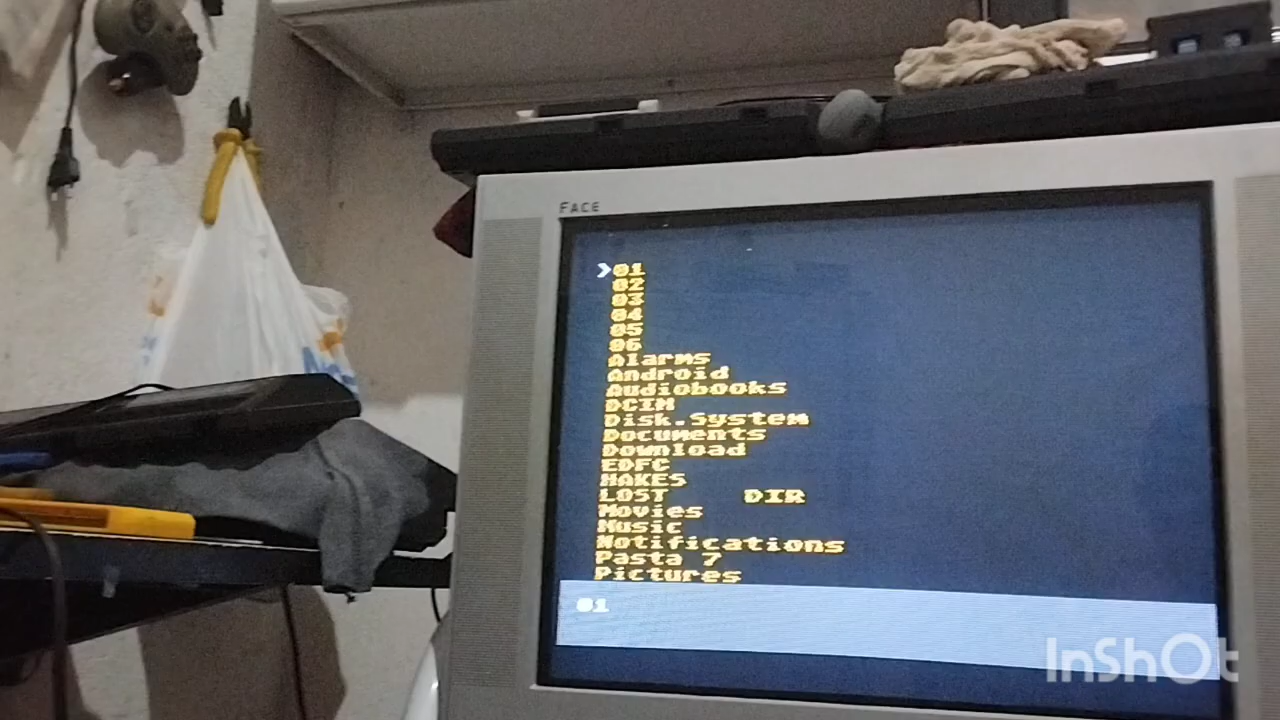 FACE
01
02
03
04
05
06
Alarms
Android
Audiobooks
DCIM
Disk.System
Documents
Download
EDFC
HAKES
LOST DIR
Movies
Music
Notifications
Pasta 7
Pictures
01
InShOt